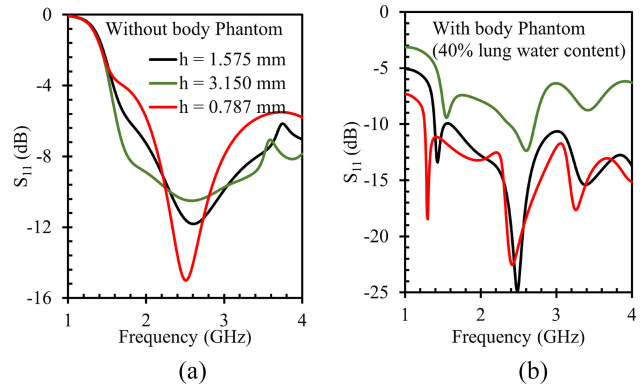 Without body Phantom
h = 1.575 mm
h = 3.150 mm
h = 0.787 mm
0
-4
-8
-12
-16
S11 (dB)
1
2
3
4
Frequency (GHz)
(a)
With body Phantom
(40% lung water content)
0
-5
-10
-15
-20
-25
S11 (dB)
1
2
3
4
Frequency (GHz)
(b)